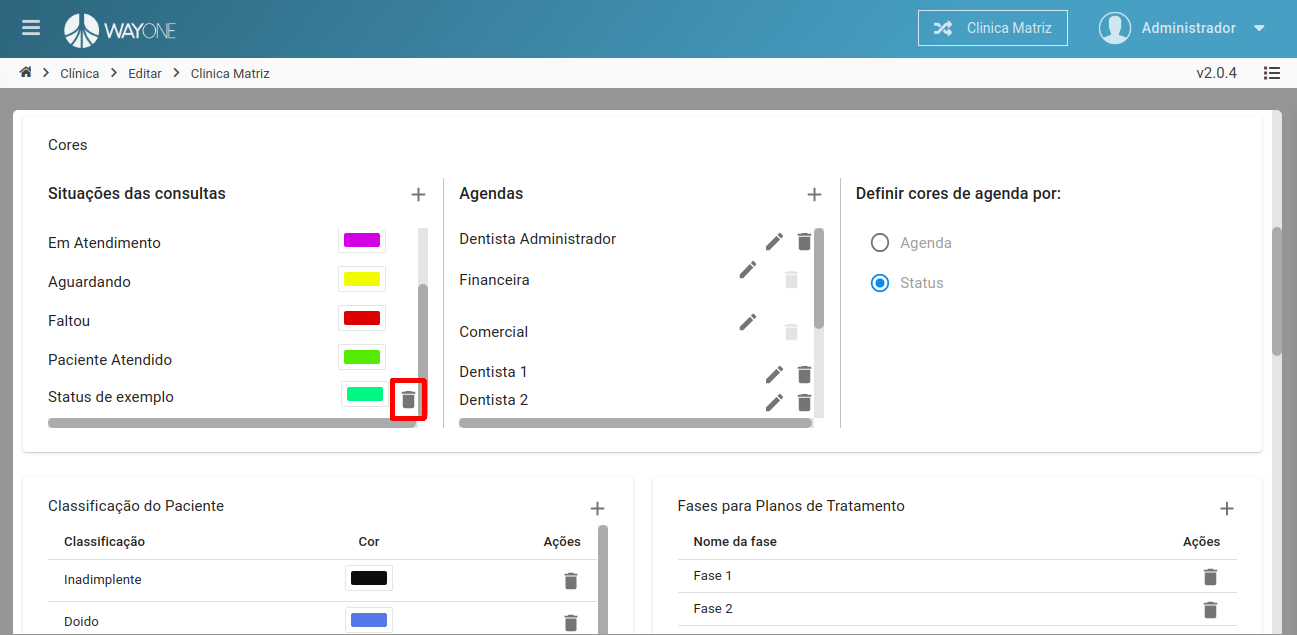 WAYONE
Clinica Matriz
Administrador
Clínica
Editar
Clinica Matriz
v2.0.4
Cores
Situações das consultas
Em Atendimento
Aguardando
Faltou
Paciente Atendido
Status de exemplo
Agendas
Dentista Administrador
Financeira
Comercial
Dentista 1
Dentista 2
Definir cores de agenda por:
Agenda
Status
Classificação do Paciente
Classificação Cor Ações
Inadimplente
Doido
Fases para Planos de Tratamento
Nome da fase Ações
Fase 1
Fase 2